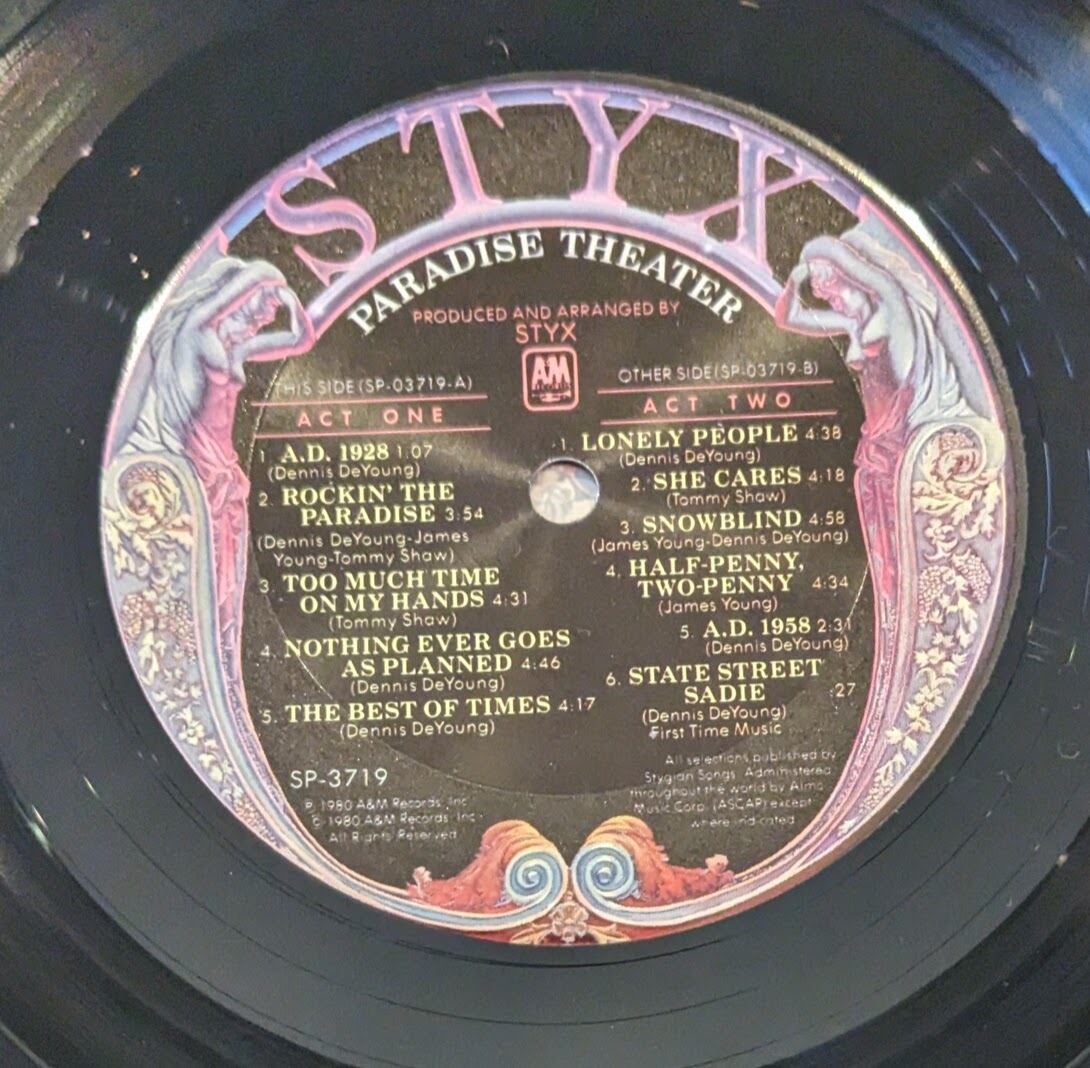 STYX
PARADISE THEATER
PRODUCED AND ARRANGED BY
STYX
A&M
RECORDS
THIS SIDE (SP-03719-A)
ACT ONE
1. A.D. 1928 1:07
(Dennis DeYoung)
2. ROCKIN' THE
PARADISE 3:54
(Dennis DeYoung-James
Young-Tommy Shaw)
3. TOO MUCH TIME
ON MY HANDS 4:31
(Tommy Shaw)
4. NOTHING EVER GOES
AS PLANNED 4:46
(Dennis DeYoung)
5. THE BEST OF TIMES 4:17
(Dennis DeYoung)
SP-3719
℗ 1980 A&M Records, Inc.
© 1980 A&M Records, Inc.
All Rights Reserved
OTHER SIDE (SP-03719-B)
ACT TWO
1. LONELY PEOPLE 4:38
(Dennis DeYoung)
2. SHE CARES 4:18
(Tommy Shaw)
3. SNOWBLIND 4:58
(James Young-Dennis DeYoung)
4. HALF-PENNY,
TWO-PENNY 4:34
(James Young)
5. A.D. 1958 2:31
(Dennis DeYoung)
6. STATE STREET
SADIE :27
(Dennis DeYoung)
First Time Music
All selections published by
Stygian Songs. Administered
throughout the world by Almo
Music Corp. (ASCAP) except
where indicated